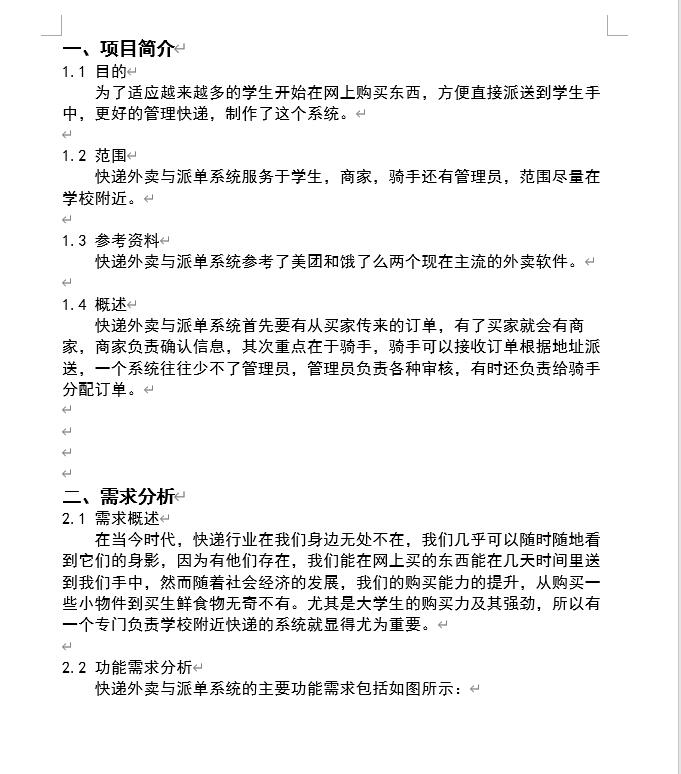 一、项目简介
1.1 目的
为了适应越来越多的学生开始在网上购买东西，方便直接派送到学生手
中，更好的管理快递，制作了这个系统。
1.2 范围
快递外卖与派单系统服务于学生，商家，骑手还有管理员，范围尽量在
学校附近。
1.3 参考资料
快递外卖与派单系统参考了美团和饿了么两个现在主流的外卖软件。
1.4 概述
快递外卖与派单系统首先要有从买家传来的订单，有了买家就会有商
家，商家负责确认信息，其次重点在于骑手，骑手可以接收订单根据地址派
送，一个系统往往少不了管理员，管理员负责各种审核，有时还负责给骑手
分配订单。
二、需求分析
2.1 需求概述
在当今时代，快递行业在我们身边无处不在，我们几乎可以随时随地看
到它们的身影，因为有他们存在，我们能在网上买的东西能在几天时间里送
到我们手中，然而随着社会经济的发展，我们的购买能力的提升，从购买一
些小物件到买生鲜食物无奇不有。尤其是大学生的购买力及其强劲，所以有
一个专门负责学校附近快递的系统就显得尤为重要。
2.2 功能需求分析
快递外卖与派单系统的主要功能需求包括如图所示：